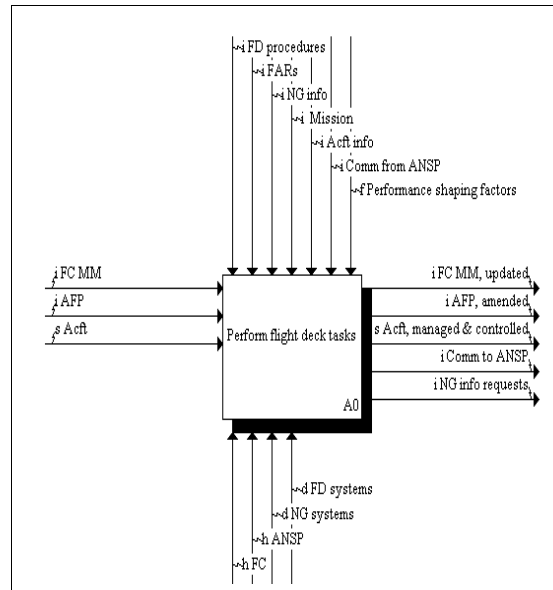 i FD procedures
i FARs
i NG info
i Mission
i Acft info
i Comm from ANSP
f Performance shaping factors
i FC MM
i AFP
s Acft
Perform flight deck tasks
A0
i FC MM, updated
i AFP, amended
s Acft, managed & controlled
i Comm to ANSP
i NG info requests
d FD systems
d NG systems
h ANSP
h FC